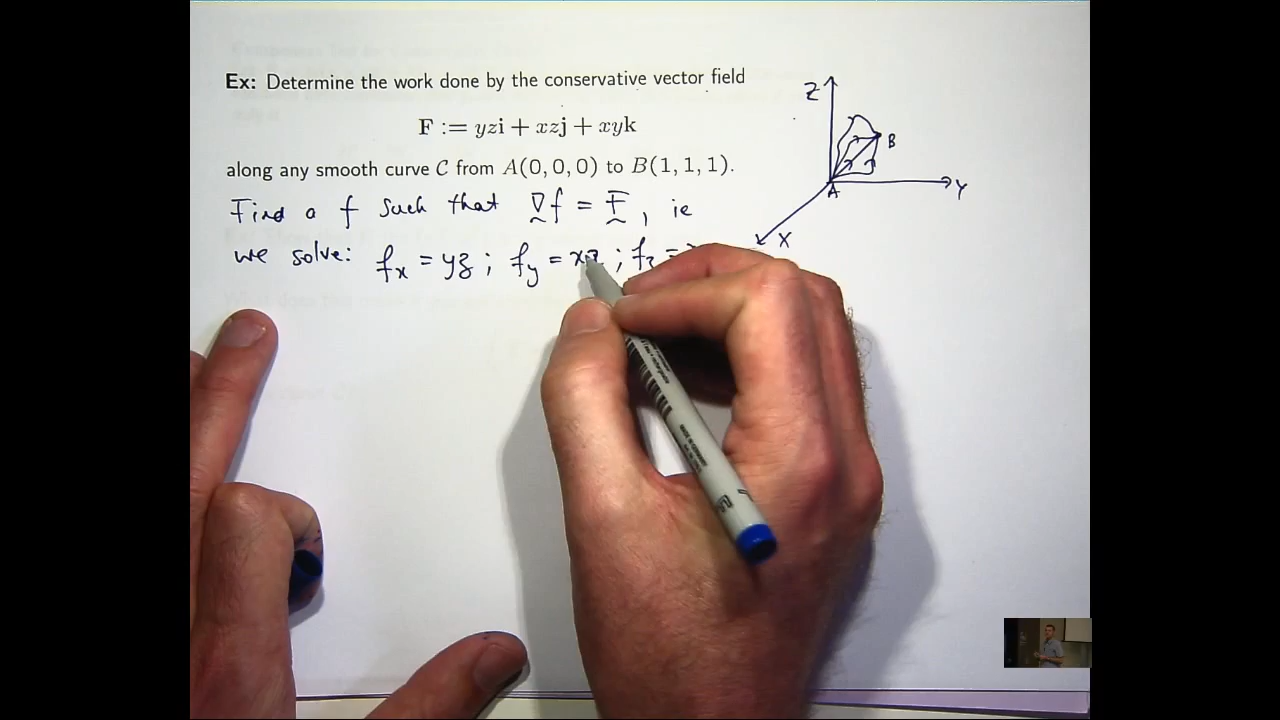 Ex: Determine the work done by the conservative vector field
F := yzi + xzj + xyk
along any smooth curve C from A(0, 0, 0) to B(1, 1, 1).
Find a f such that ∇f = F, ie
we solve: fx = yz ; fy = xz ; fz =
Z
B
A
Y
X